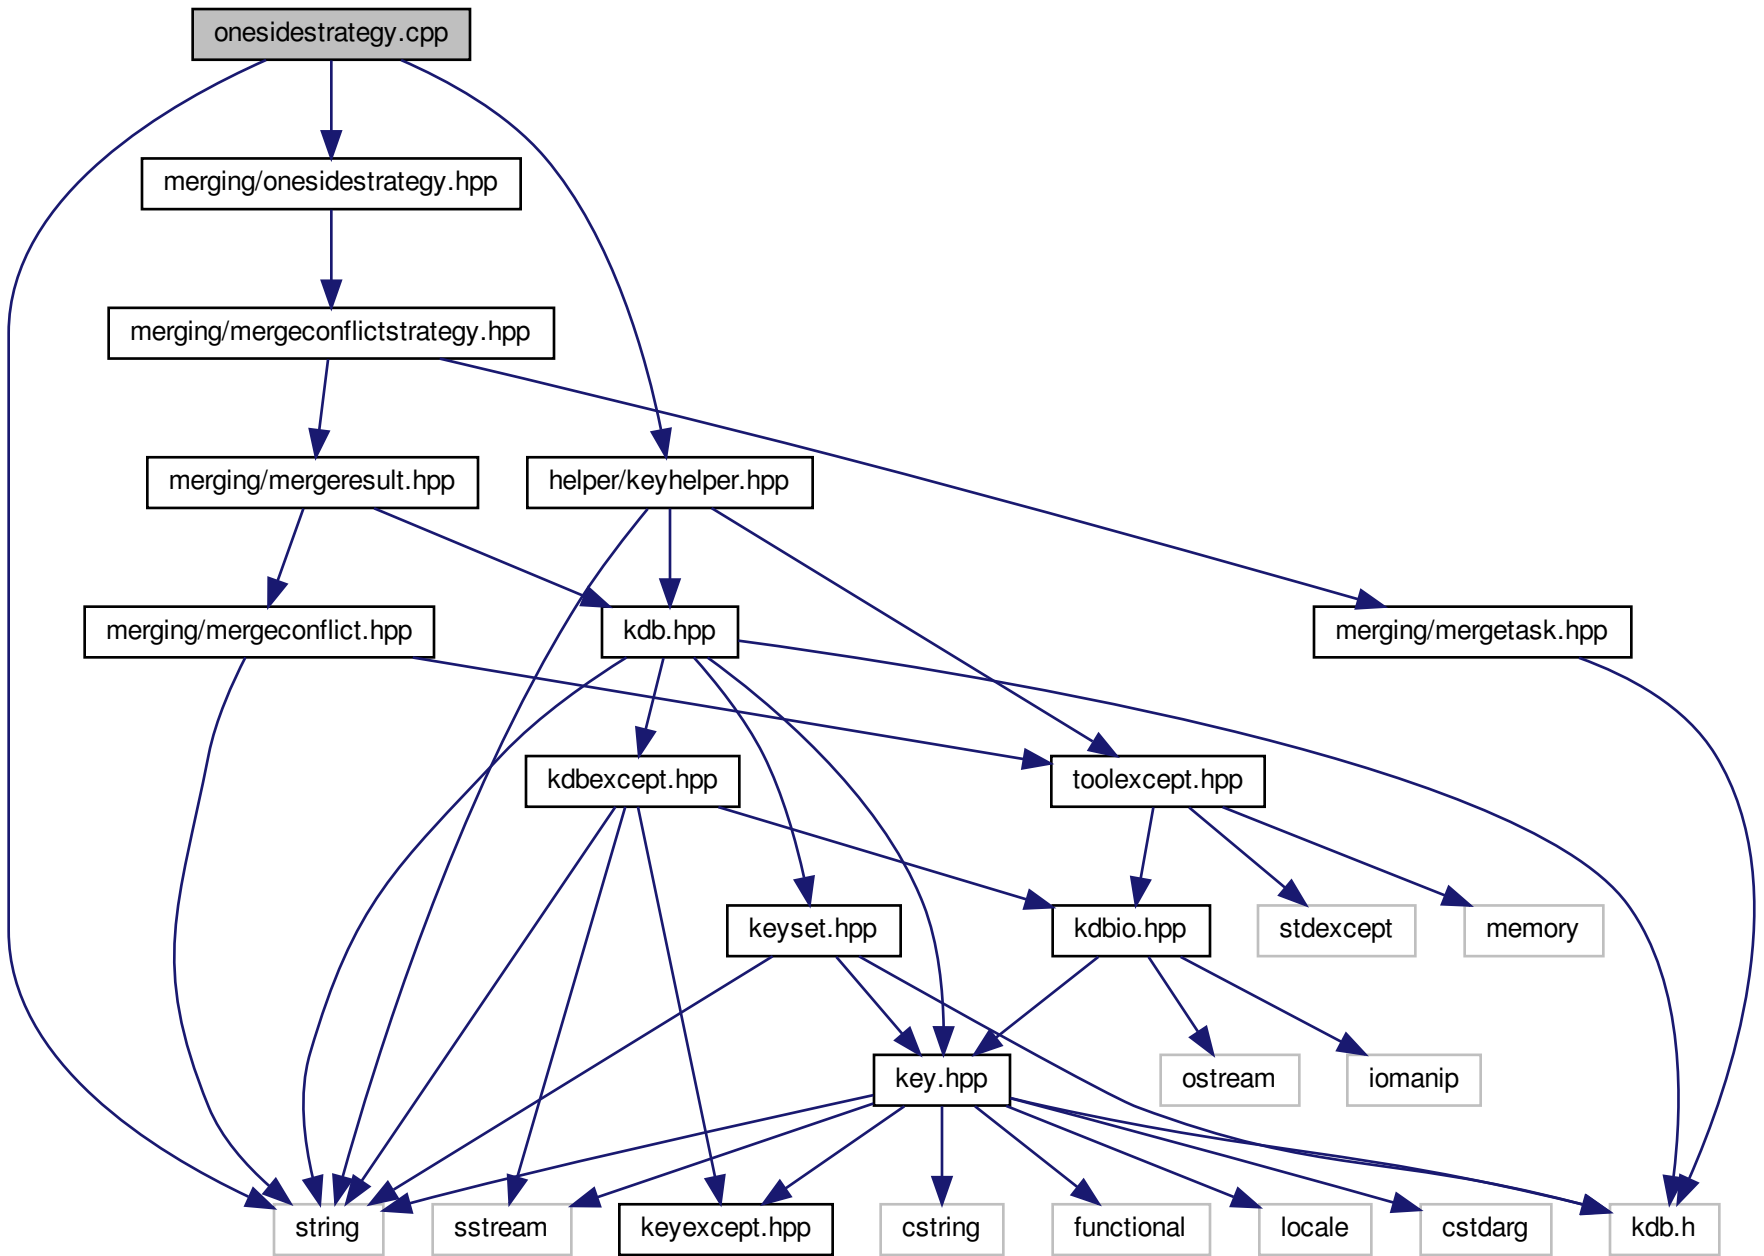 onesidestrategy.cpp
merging/onesidestrategy.hpp
merging/mergeconflictstrategy.hpp
merging/mergeresult.hpp
helper/keyhelper.hpp
merging/mergeconflict.hpp
kdb.hpp
merging/mergetask.hpp
kdbexcept.hpp
toolexcept.hpp
keyset.hpp
kdbio.hpp
stdexcept
memory
key.hpp
ostream
iomanip
string
sstream
keyexcept.hpp
cstring
functional
locale
cstdarg
kdb.h